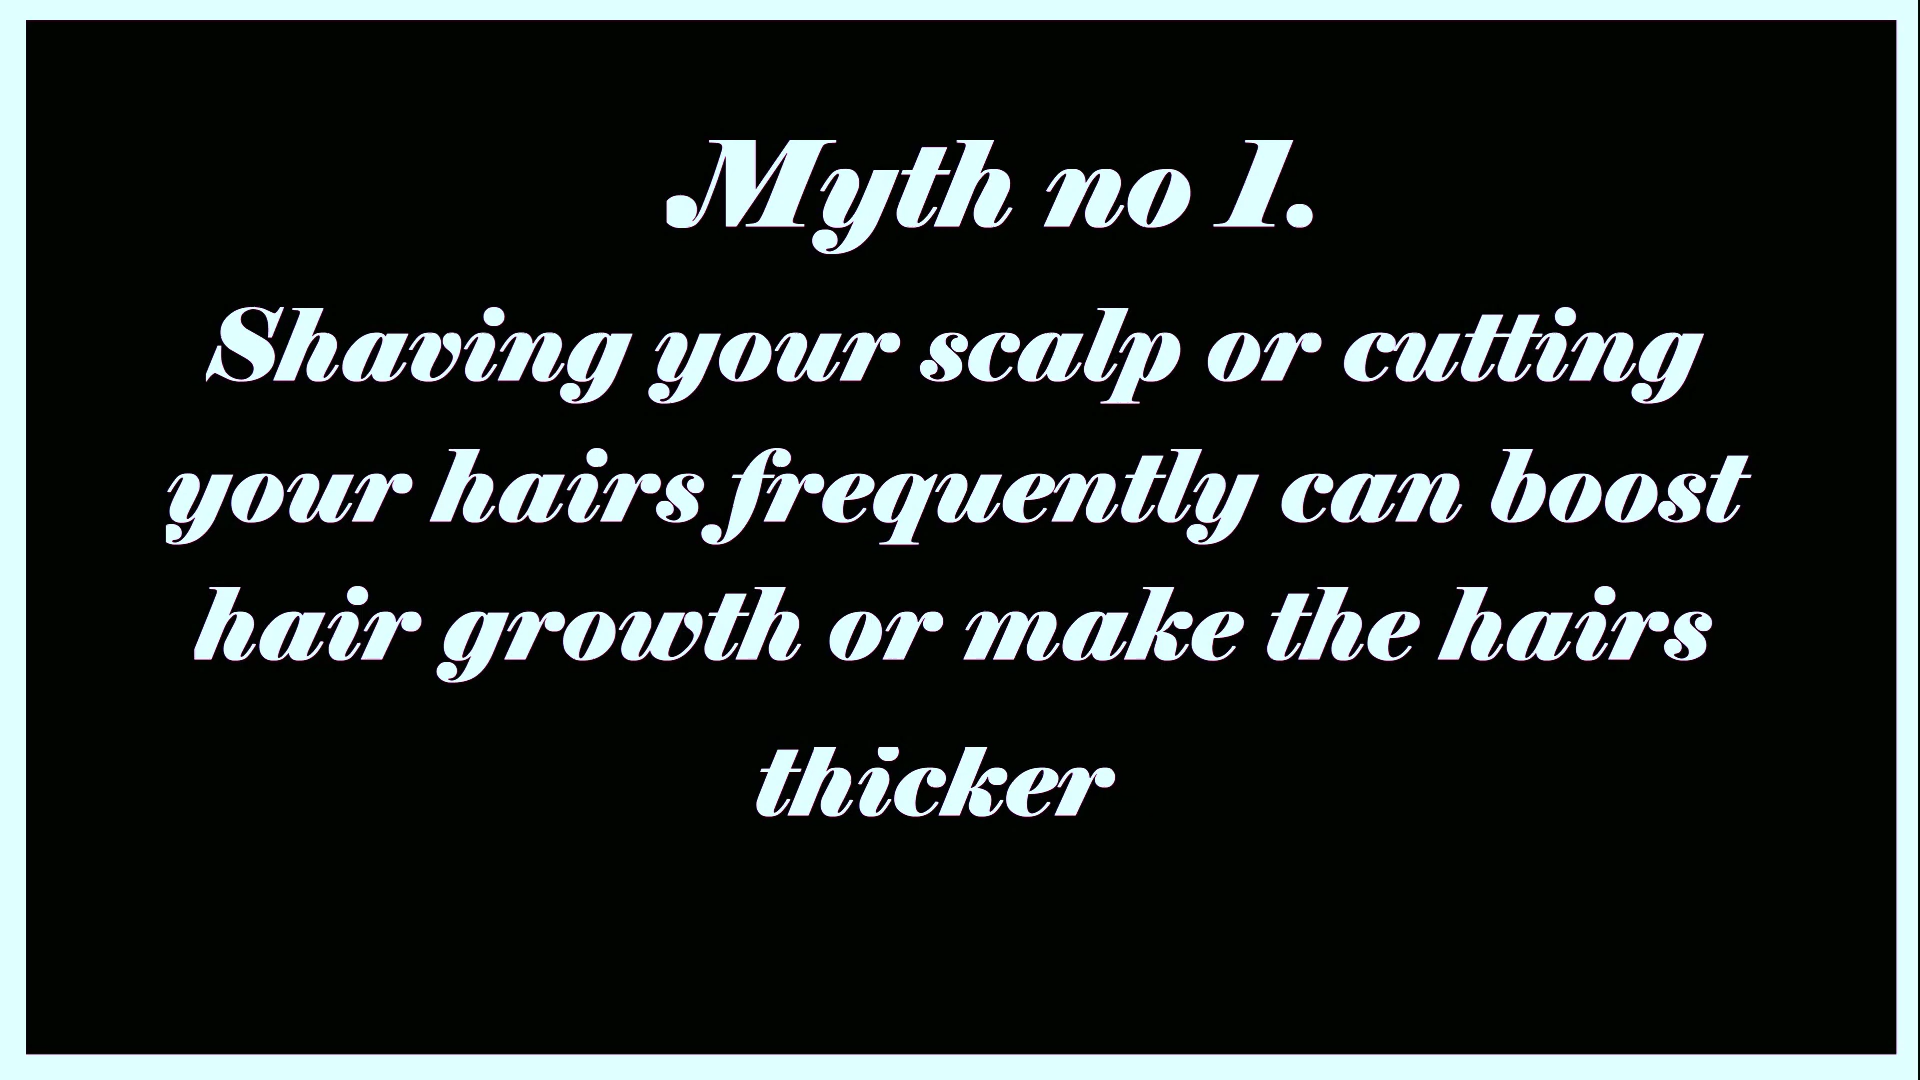 Myth no 1.
Shaving your scalp or cutting
your hairs frequently can boost
hair growth or make the hairs
thicker